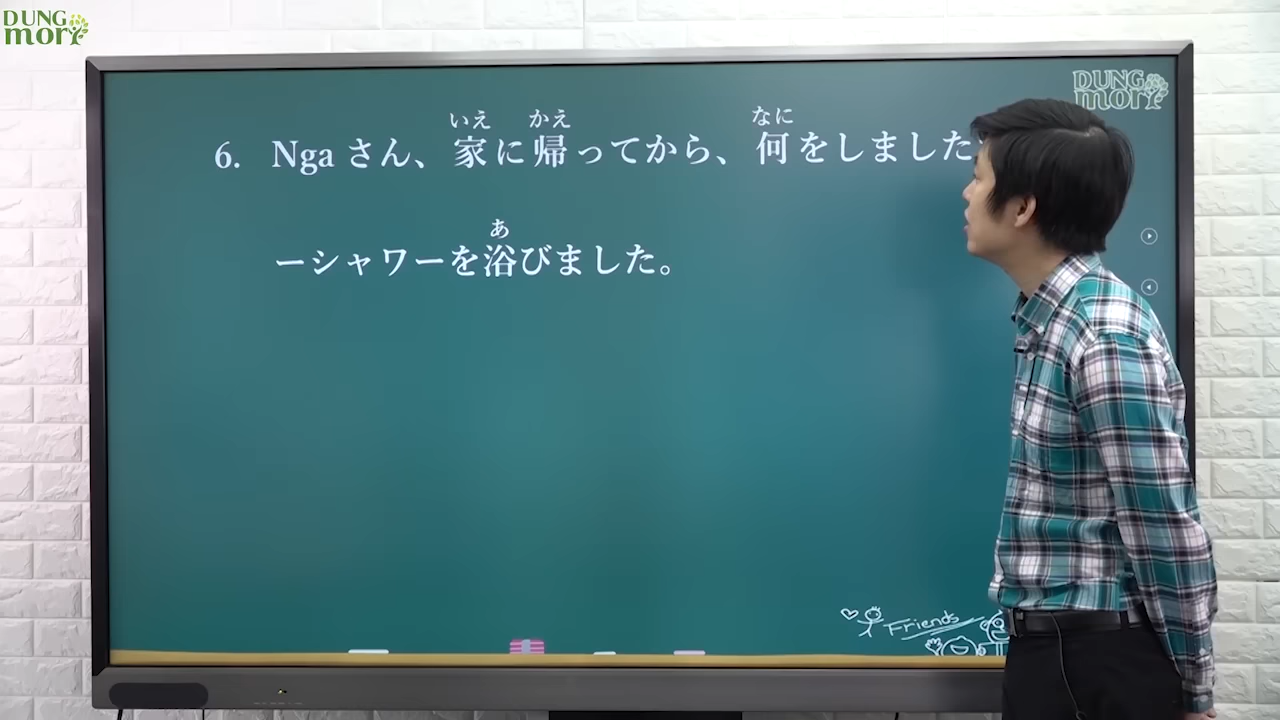 DUNG
mori
DUNG
mori
いえ かえ なに
6. Nga さん、家に帰ってから、何をしました
あ
ーシャワーを浴びました。
Friends